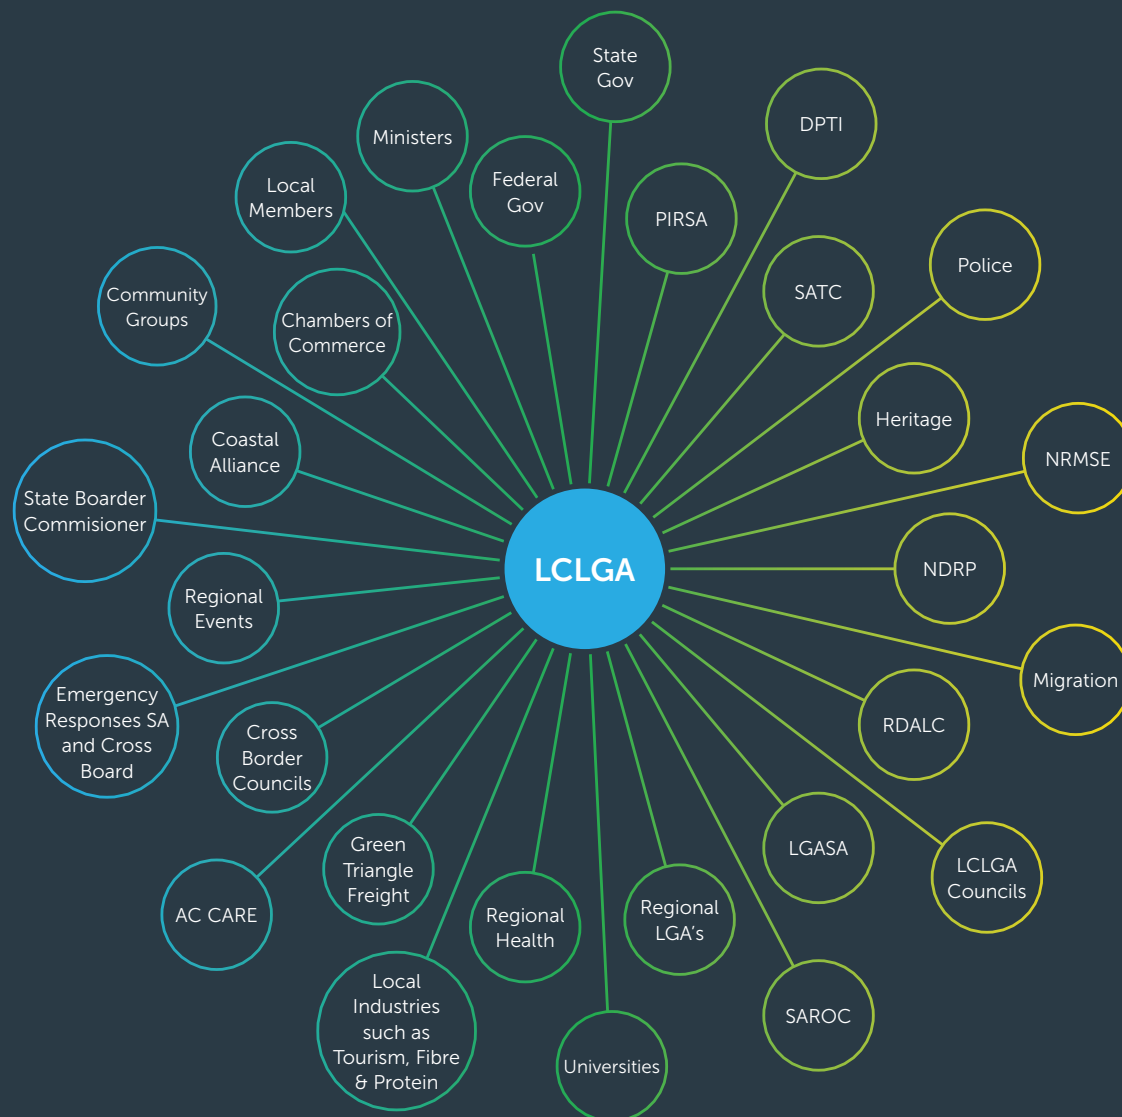 State
Gov
DPTI
Ministers
Federal
Gov
Local
Members
PIRSA
Police
SATC
Community
Groups
Chambers of
Commerce
Heritage
Coastal
Alliance
NRMSE
State Boarder
Commisioner
LCLGA
NDRP
Regional
Events
Migration
Emergency
Responses SA
and Cross
Board
RDALC
Cross
Border
Councils
LGASA
Green
Triangle
Freight
LCLGA
Councils
AC CARE
Regional
Health
Regional
LGA's
Local
Industries
such as
Tourism, Fibre
& Protein
SAROC
Universities